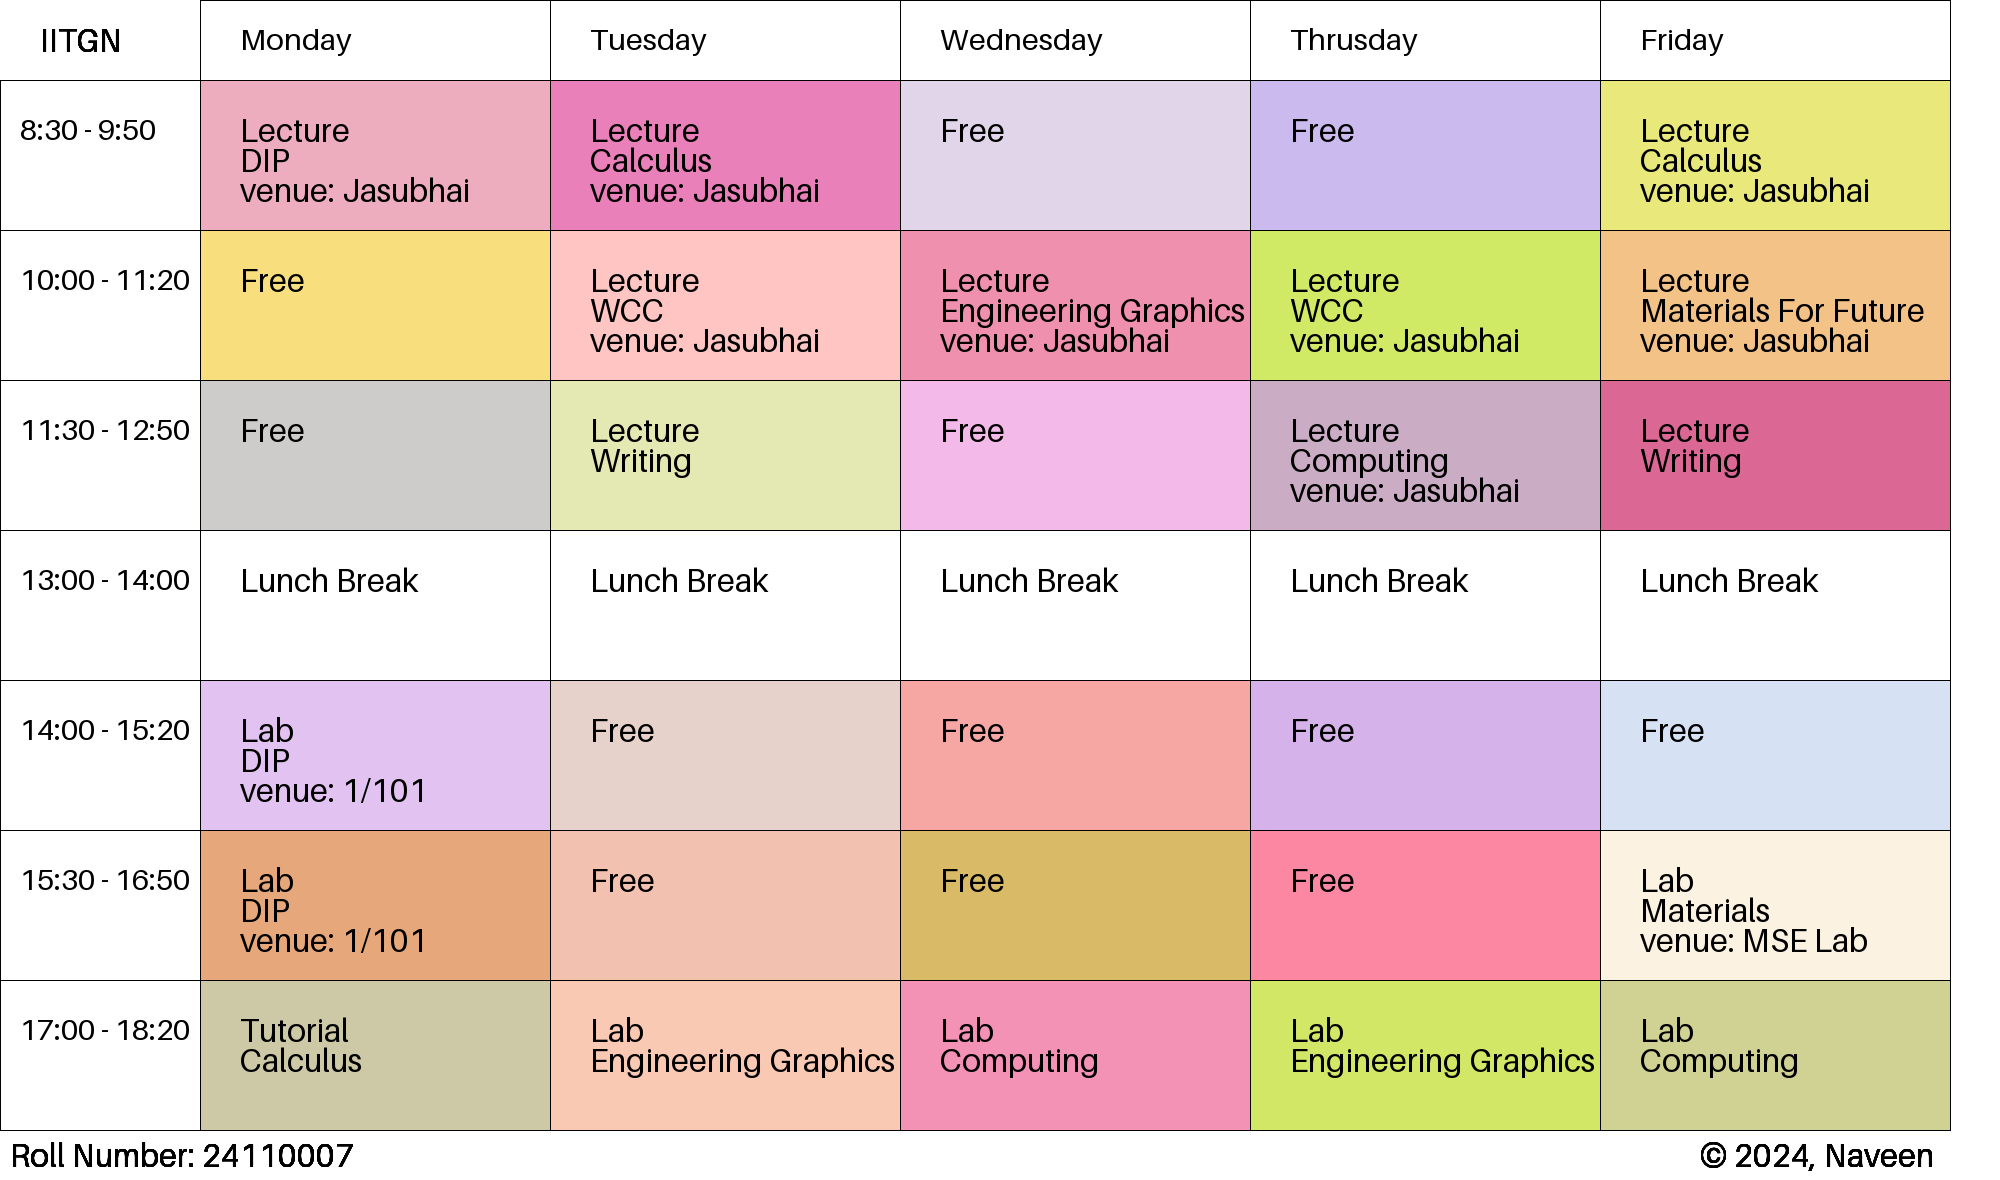 IITGN Monday Tuesday Wednesday Thrusday Friday
8:30 - 9:50
Lecture
DIP
venue: Jasubhai
Lecture
Calculus
venue: Jasubhai
Free
Free
Lecture
Calculus
venue: Jasubhai
10:00 - 11:20
Free
Lecture
WCC
venue: Jasubhai
Lecture
Engineering Graphics
venue: Jasubhai
Lecture
WCC
venue: Jasubhai
Lecture
Materials For Future
venue: Jasubhai
11:30 - 12:50
Free
Lecture
Writing
Free
Lecture
Computing
venue: Jasubhai
Lecture
Writing
13:00 - 14:00
Lunch Break
Lunch Break
Lunch Break
Lunch Break
Lunch Break
14:00 - 15:20
Lab
DIP
venue: 1/101
Free
Free
Free
Free
15:30 - 16:50
Lab
DIP
venue: 1/101
Free
Free
Free
Lab
Materials
venue: MSE Lab
17:00 - 18:20
Tutorial
Calculus
Lab
Engineering Graphics
Lab
Computing
Lab
Engineering Graphics
Lab
Computing
Roll Number: 24110007
© 2024, Naveen